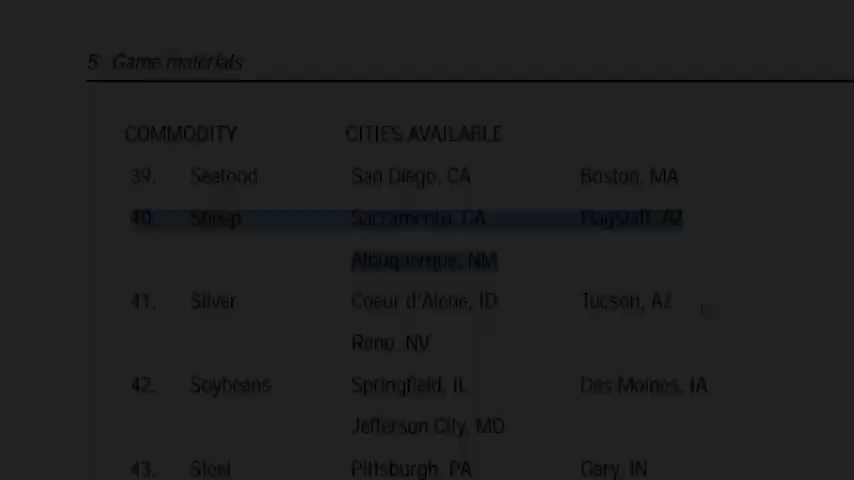 5 Game materials
COMMODITY CITIES AVAILABLE
39. Seafood San Diego, CA Boston, MA
40. Sheep Sacramento, CA Flagstaff, AZ
Albuquerque, NM
41. Silver Coeur d'Alene, ID Tucson, AZ
Reno, NV
42. Soybeans Springfield, IL Des Moines, IA
Jefferson City, MO
43. Steel Pittsburgh, PA Gary, IN